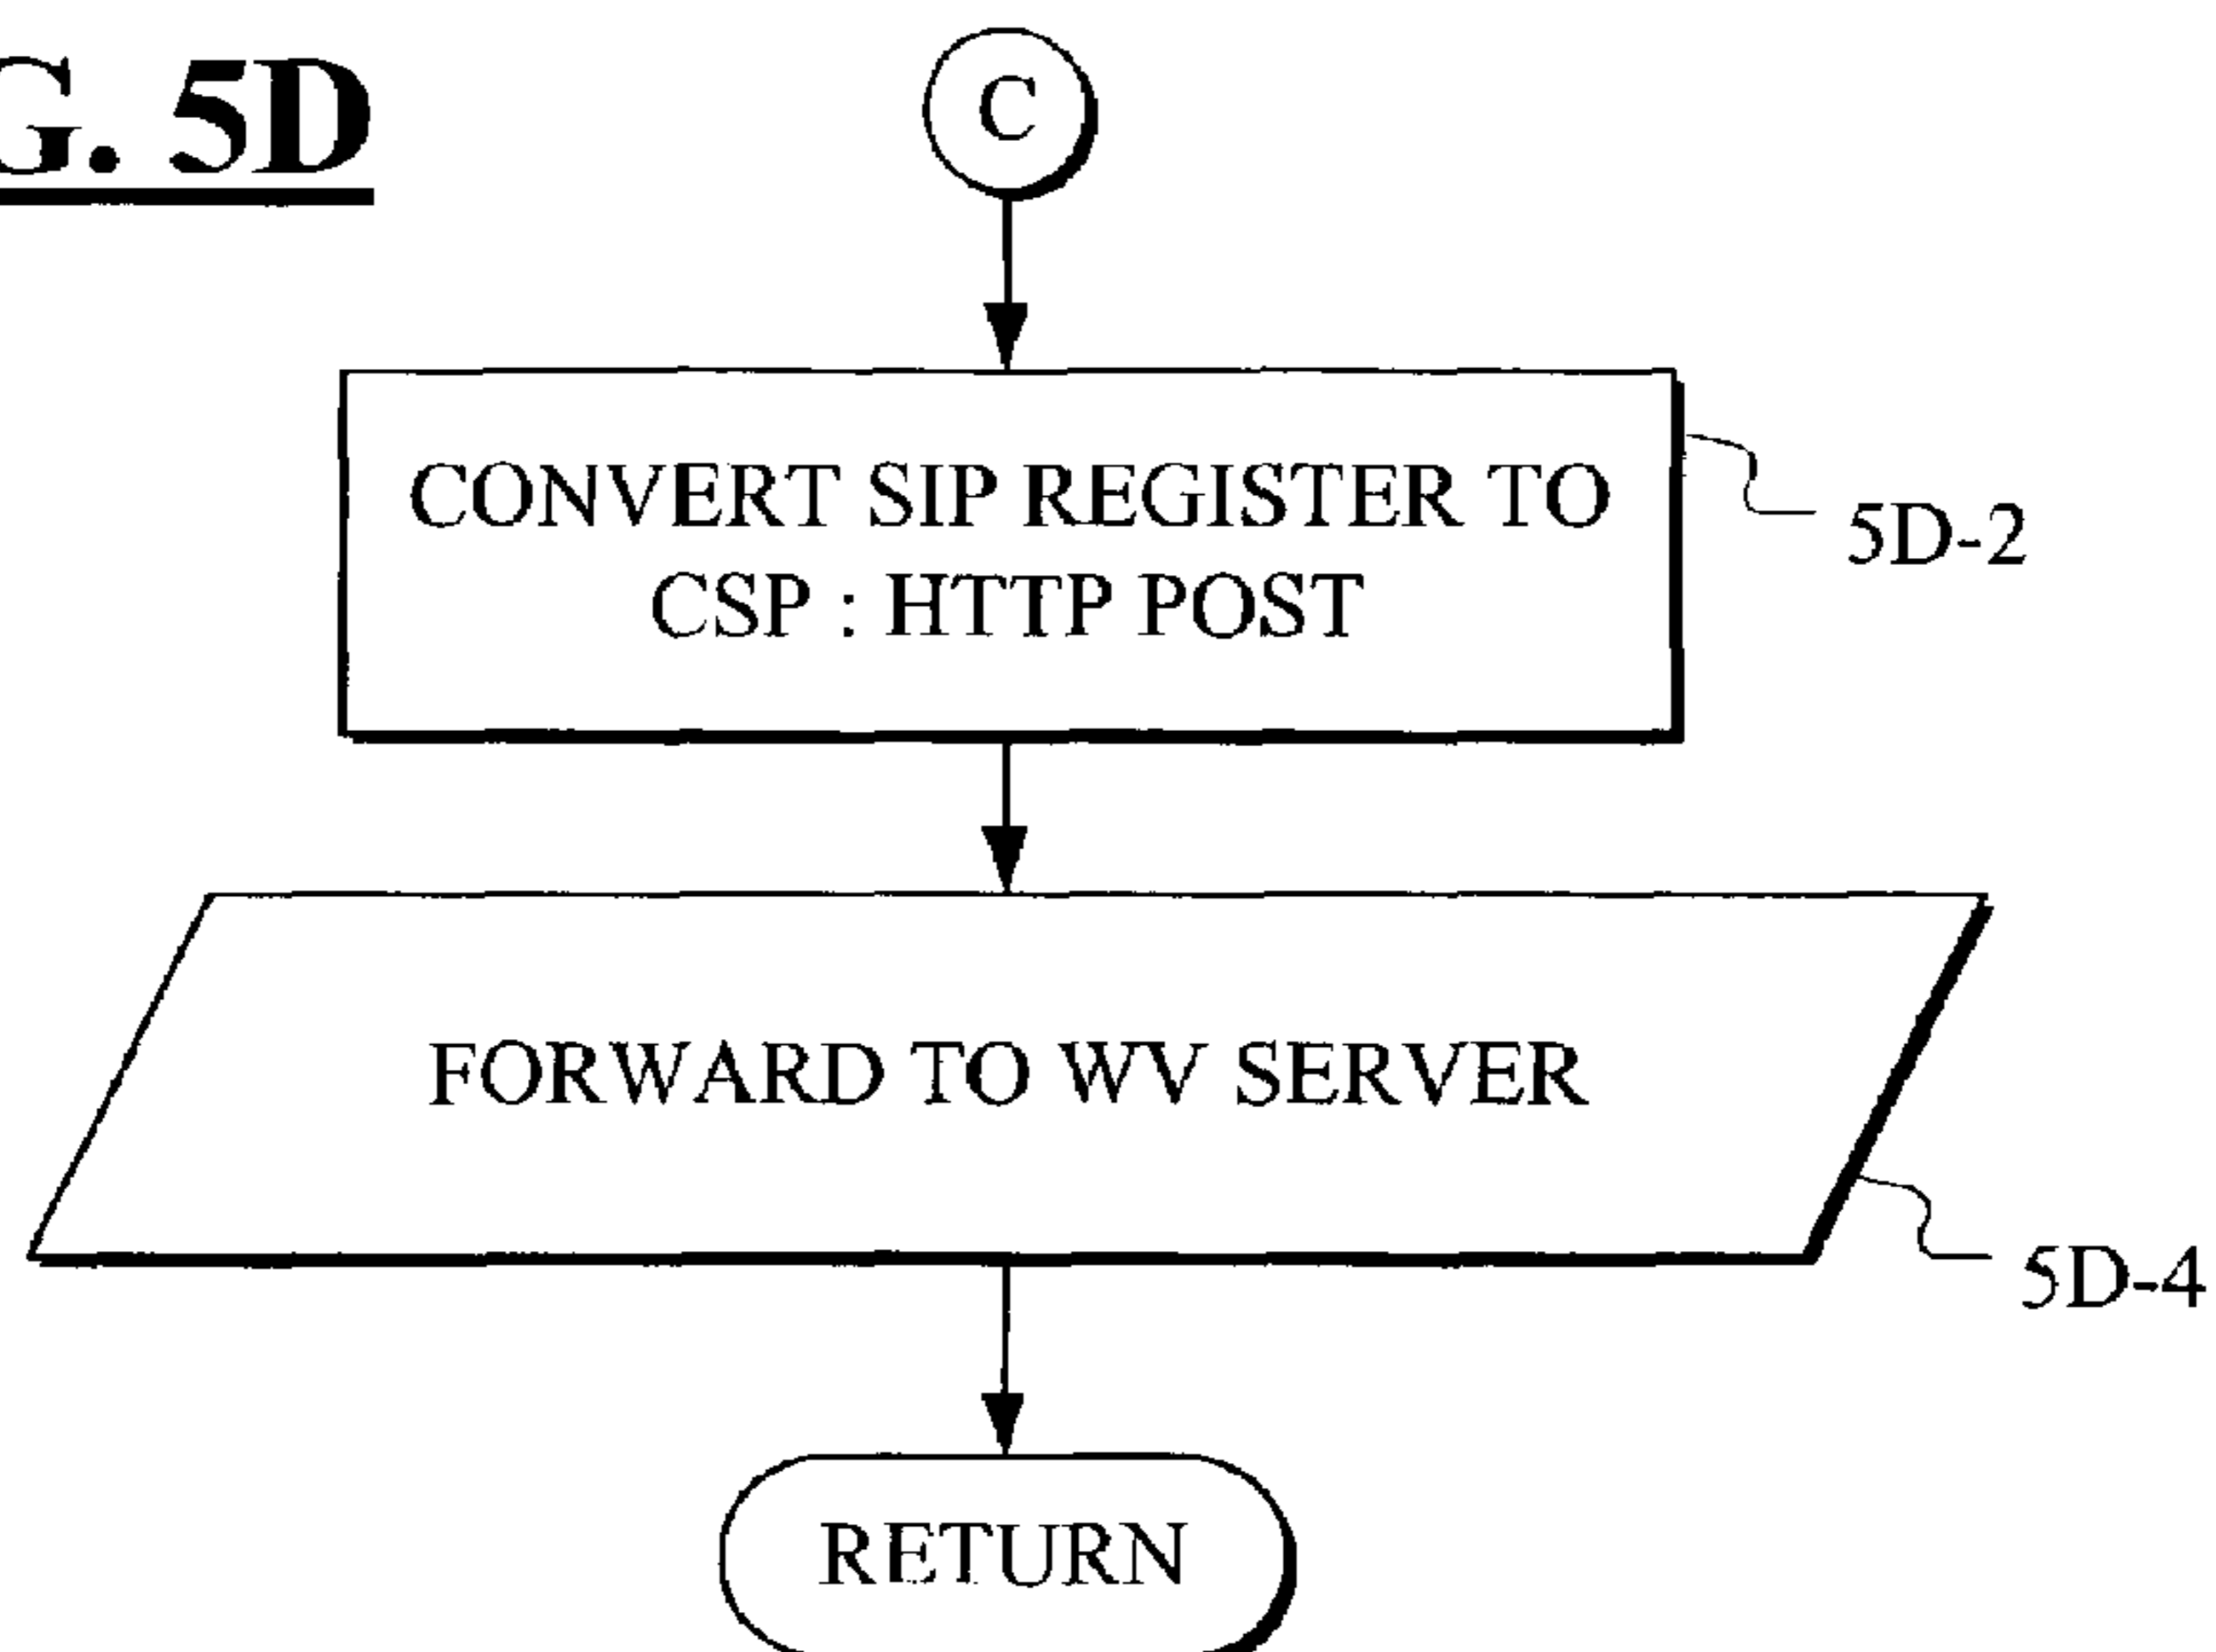 G. 5D
C
CONVERT SIP REGISTER TO
CSP : HTTP POST
5D-2
FORWARD TO WV SERVER
5D-4
RETURN